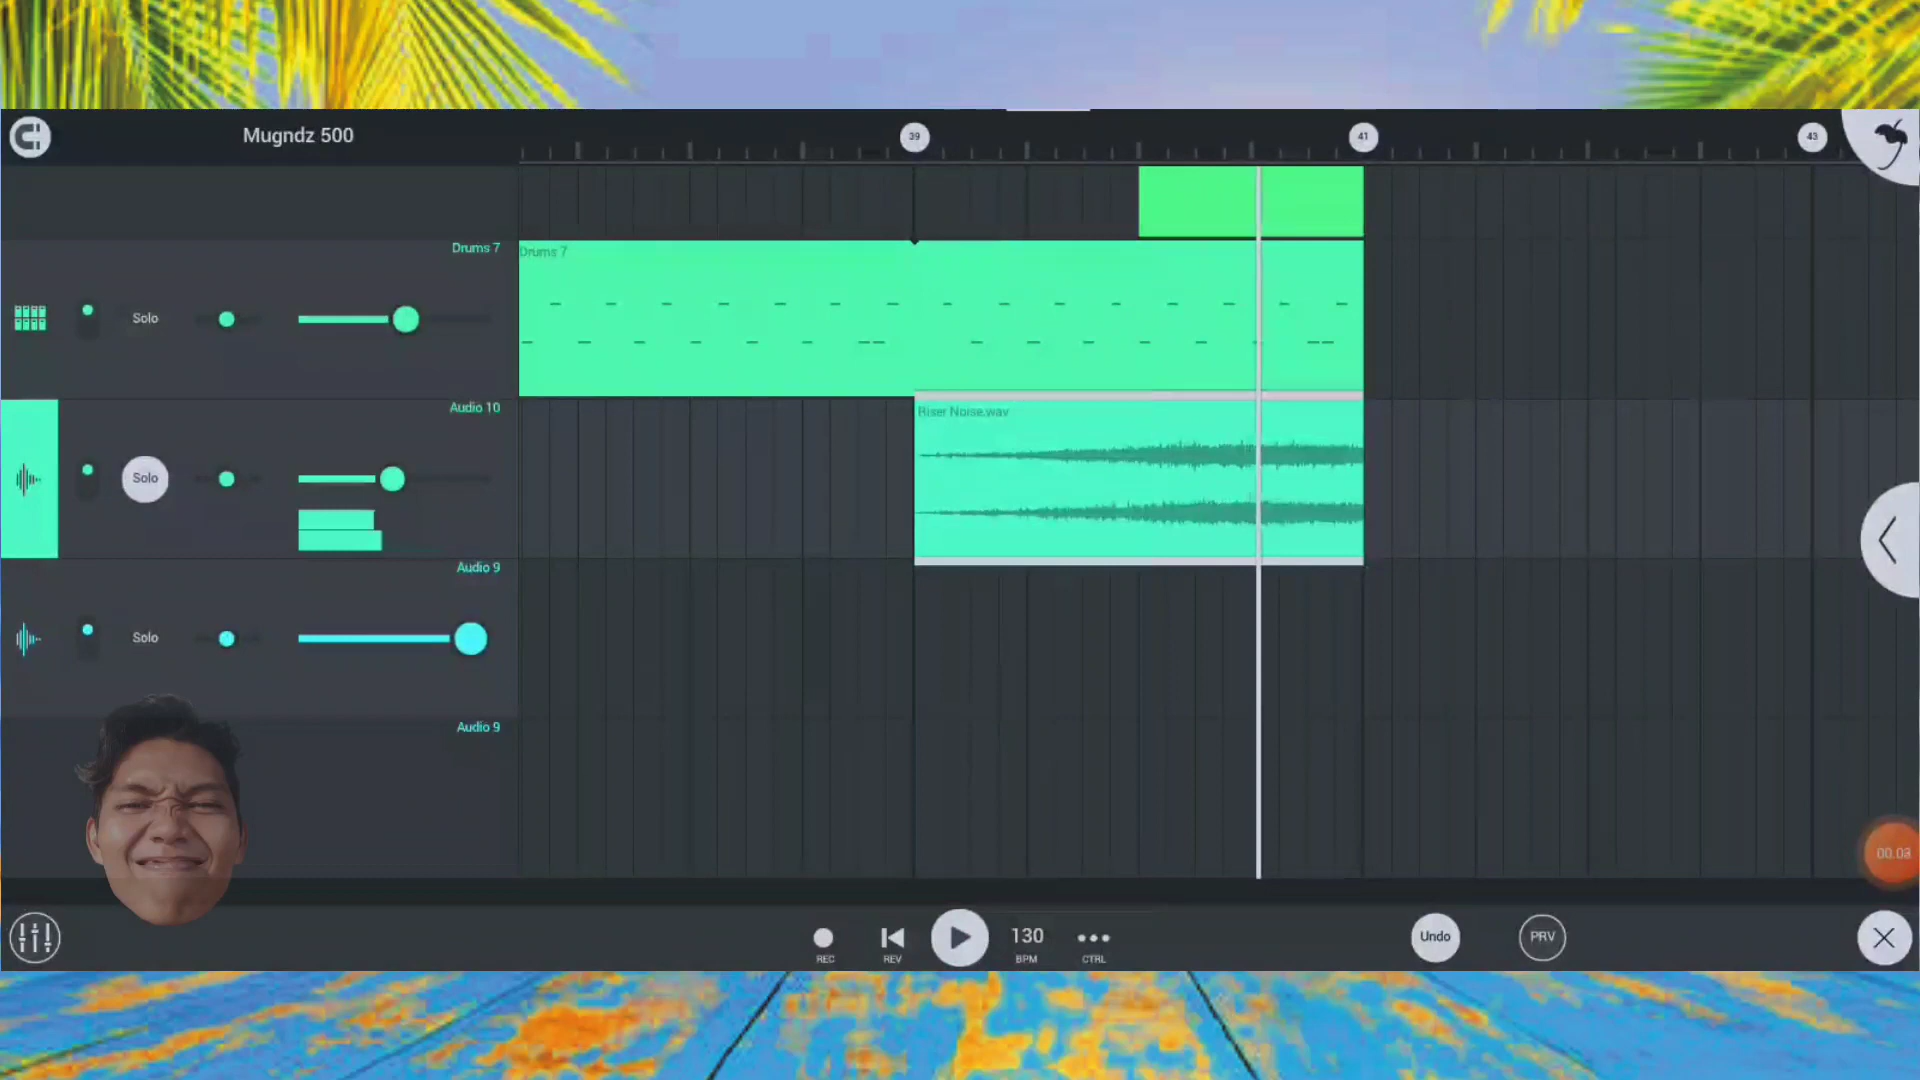 Mugndz 500
39
41
43
Drums 7
Drums 7
Solo
Audio 10
Riser Noise.wav
Solo
Audio 9
Solo
Audio 9
00:03
130
Undo
PRV
REC
REV
BPM
CTRL